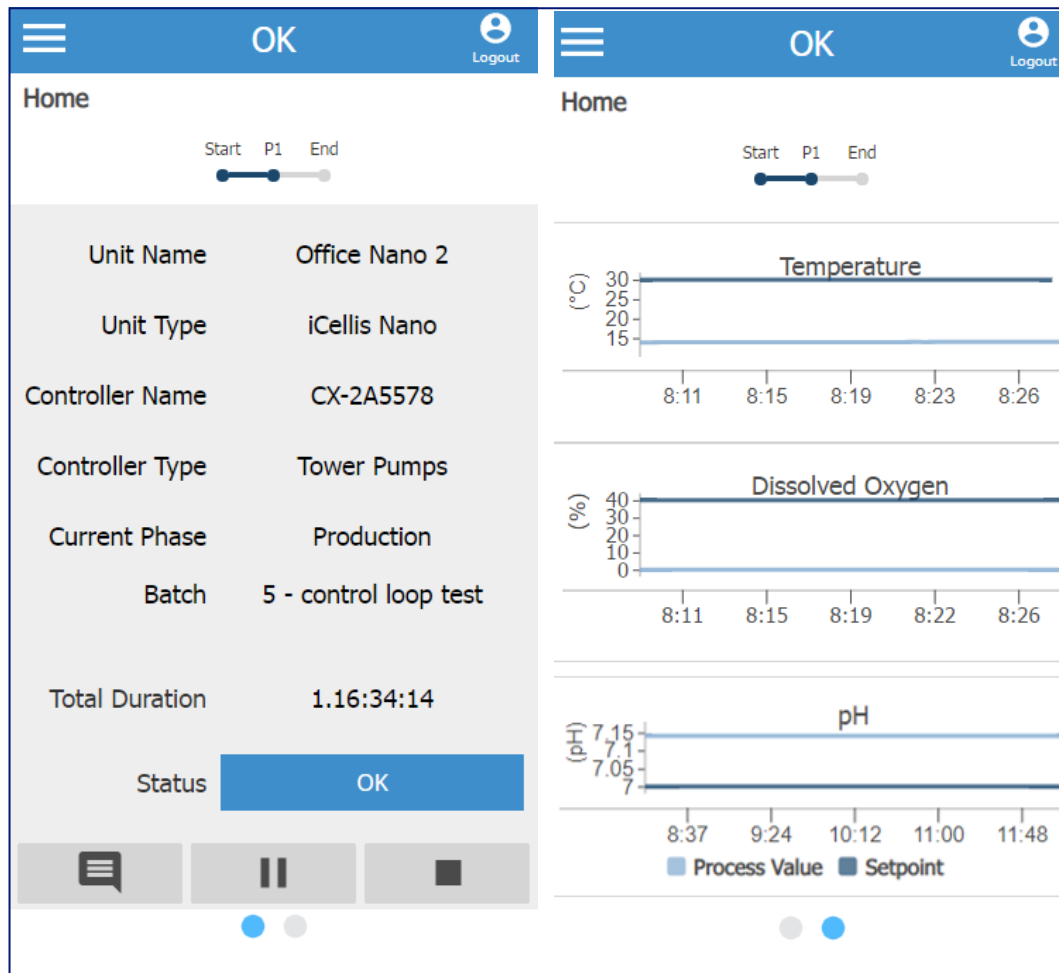 OK
Logout
Home
Start P1 End
Unit Name Office Nano 2
Unit Type iCellis Nano
Controller Name CX-2A5578
Controller Type Tower Pumps
Current Phase Production
Batch 5 - control loop test
Total Duration 1.16:34:14
Status OK
OK
Logout
Home
Start P1 End
Temperature
(°C)
30
25
20
15
8:11 8:15 8:19 8:23 8:26
Dissolved Oxygen
(%)
40
30
20
10
0
8:11 8:15 8:19 8:22 8:26
pH
(pH)
7.15
7.1
7.05
7
8:37 9:24 10:12 11:00 11:48
Process Value Setpoint